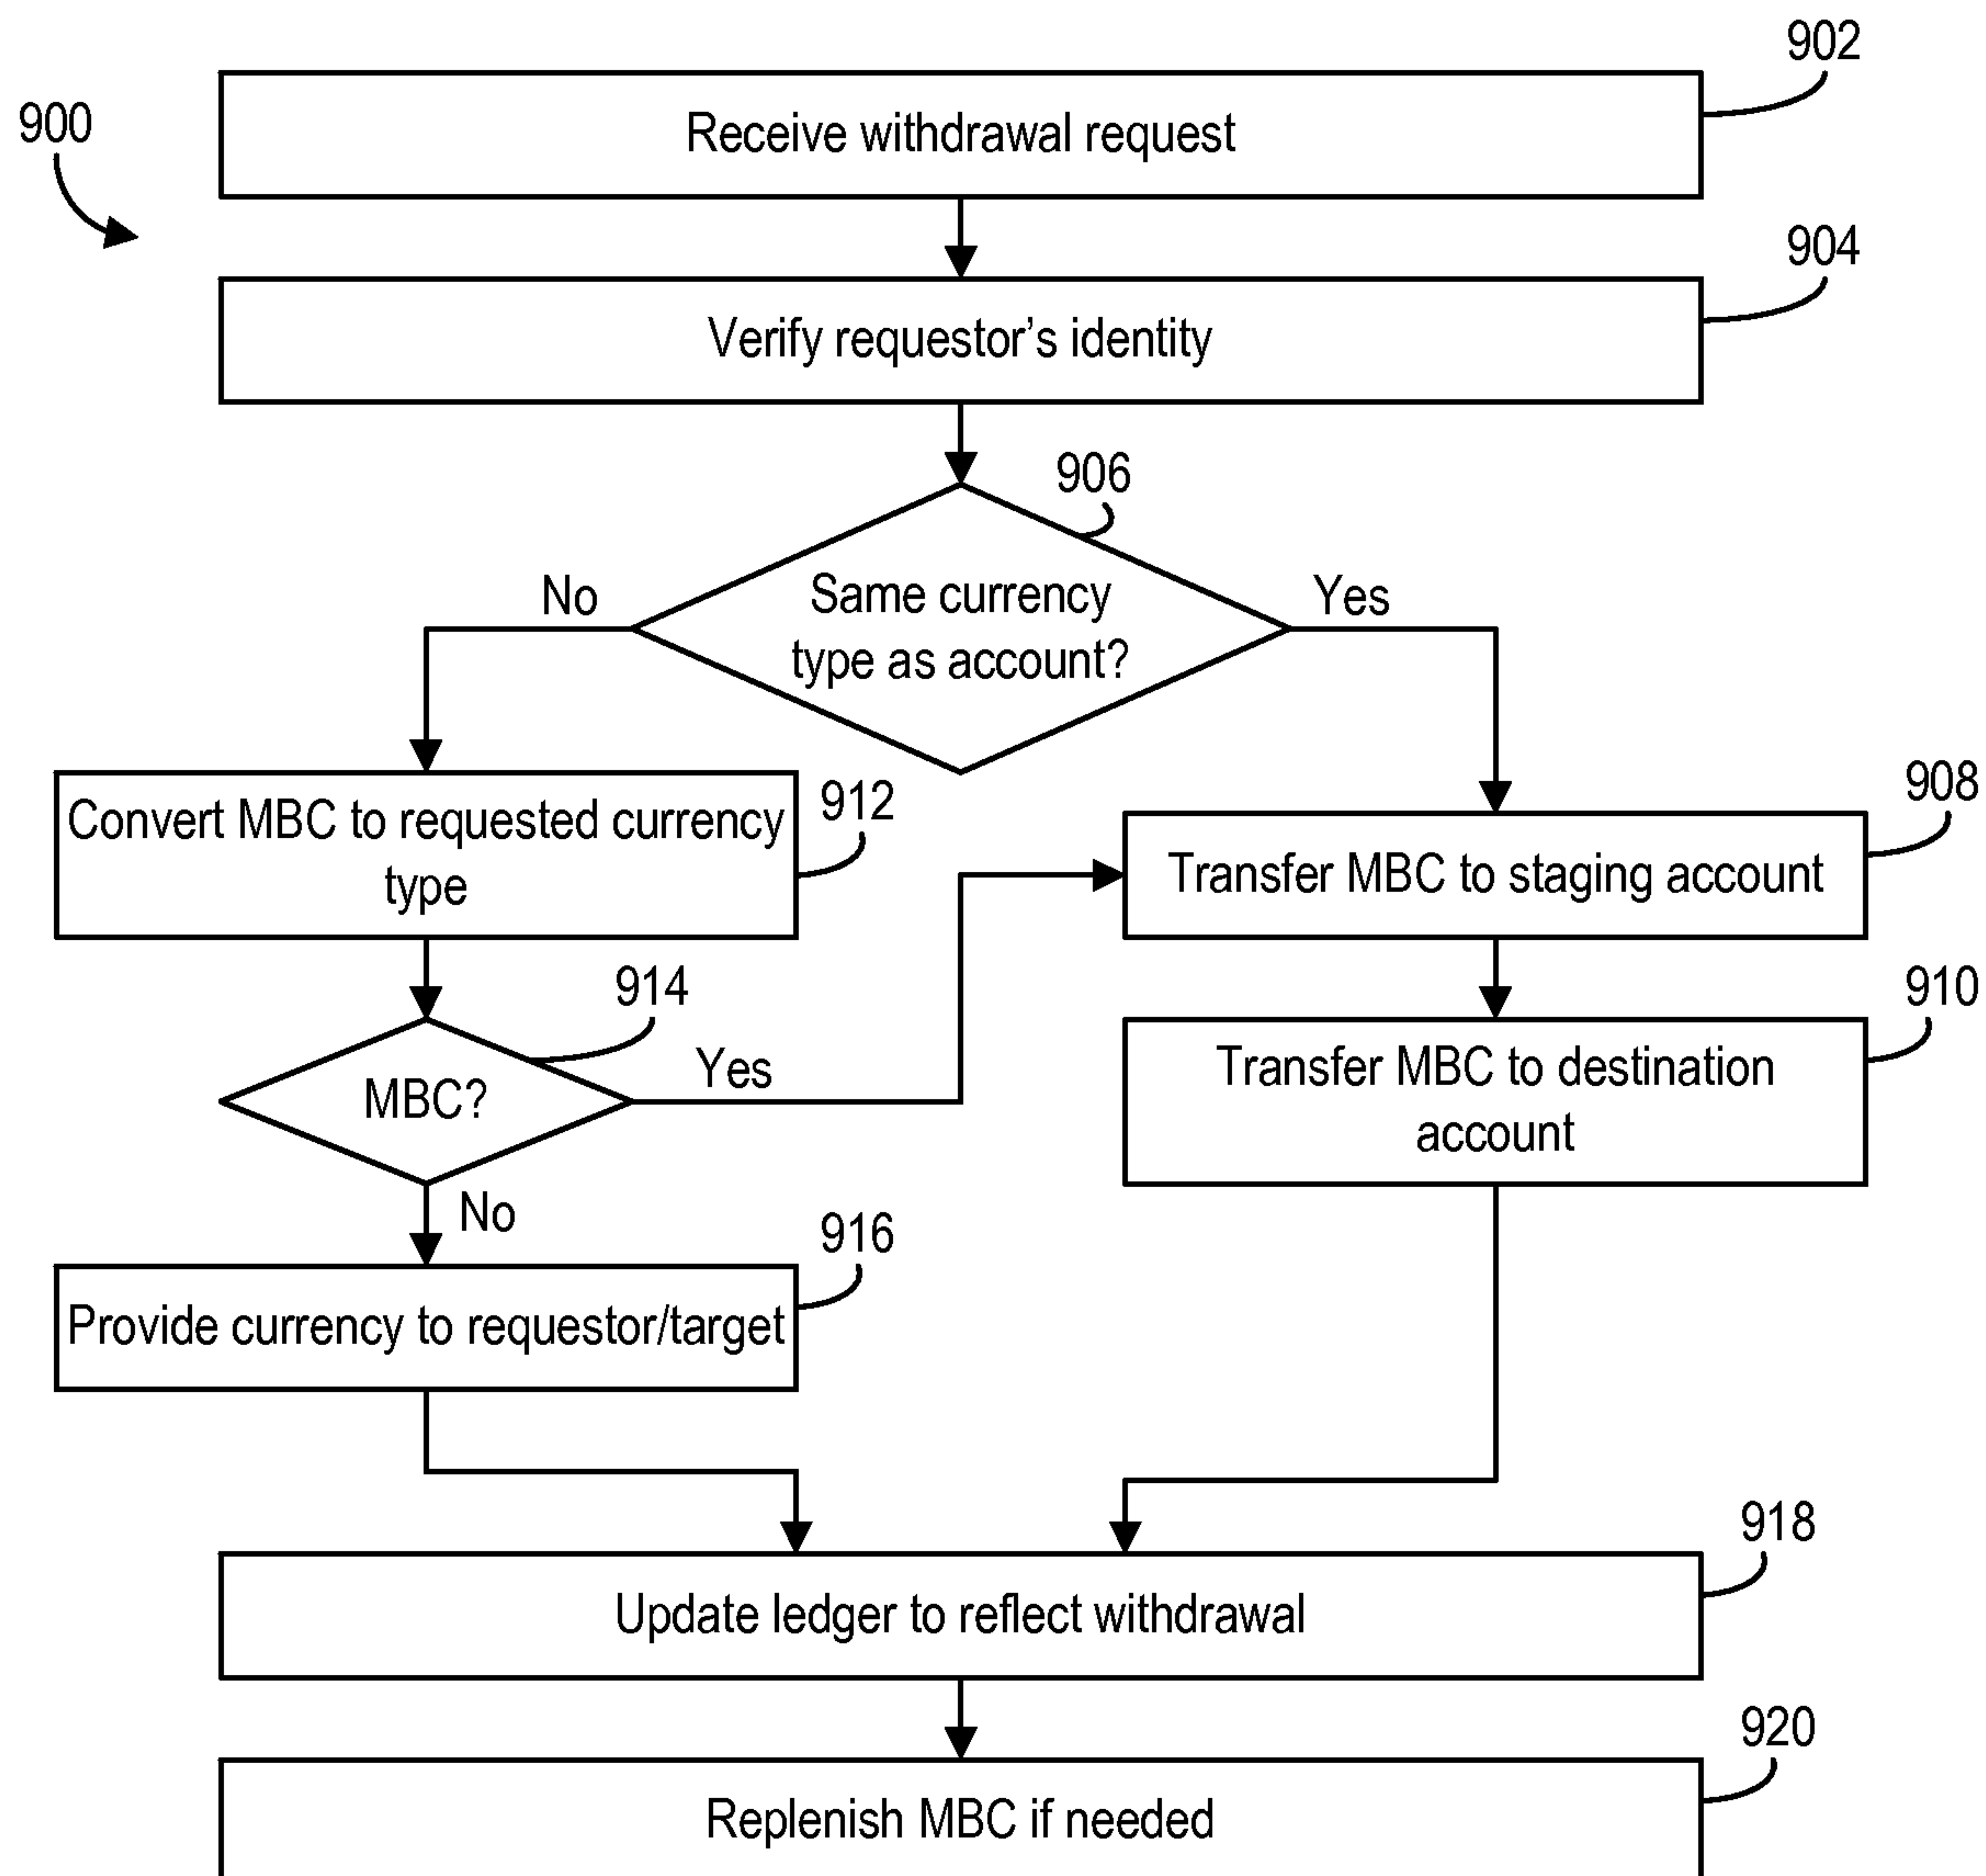 902
900
Receive withdrawal request
904
Verify requestor’s identity
906
No
Same currency
type as account?
Yes
912
Convert MBC to requested currency
type
908
Transfer MBC to staging account
914
MBC?
Yes
910
Transfer MBC to destination
account
No
916
Provide currency to requestor/target
918
Update ledger to reflect withdrawal
920
Replenish MBC if needed